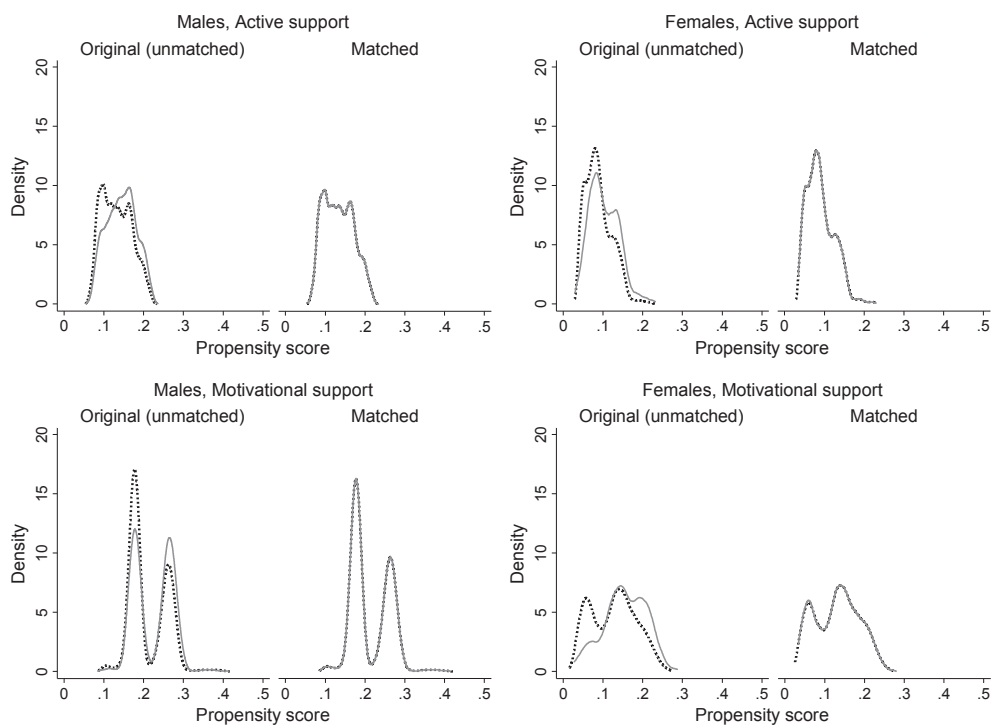 Males, Active support
Original (unmatched) Matched
Density
20
15
10
5
0
0 .1 .2 .3 .4 .5 0 .1 .2 .3 .4 .5
Propensity score
Females, Active support
Original (unmatched) Matched
Density
20
15
10
5
0
0 .1 .2 .3 .4 .5 0 .1 .2 .3 .4 .5
Propensity score
Males, Motivational support
Original (unmatched) Matched
Density
20
15
10
5
0
0 .1 .2 .3 .4 .5 0 .1 .2 .3 .4 .5
Propensity score
Females, Motivational support
Original (unmatched) Matched
Density
20
15
10
5
0
0 .1 .2 .3 .4 .5 0 .1 .2 .3 .4 .5
Propensity score